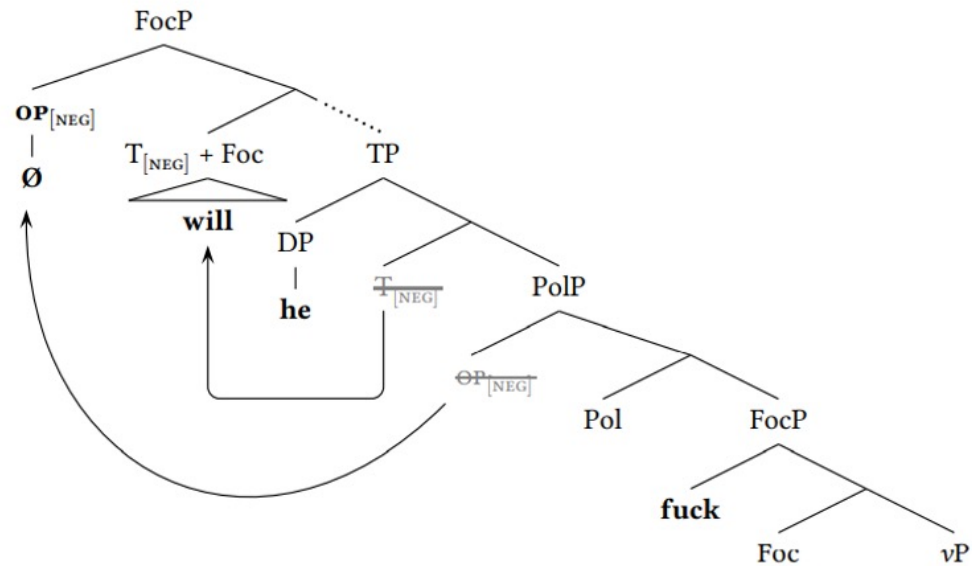 FocP
OP[NEG]
Ø
T[NEG] + Foc
will
TP
DP
he
T[NEG]
PolP
OP[NEG]
Pol
FocP
fuck
Foc
vP